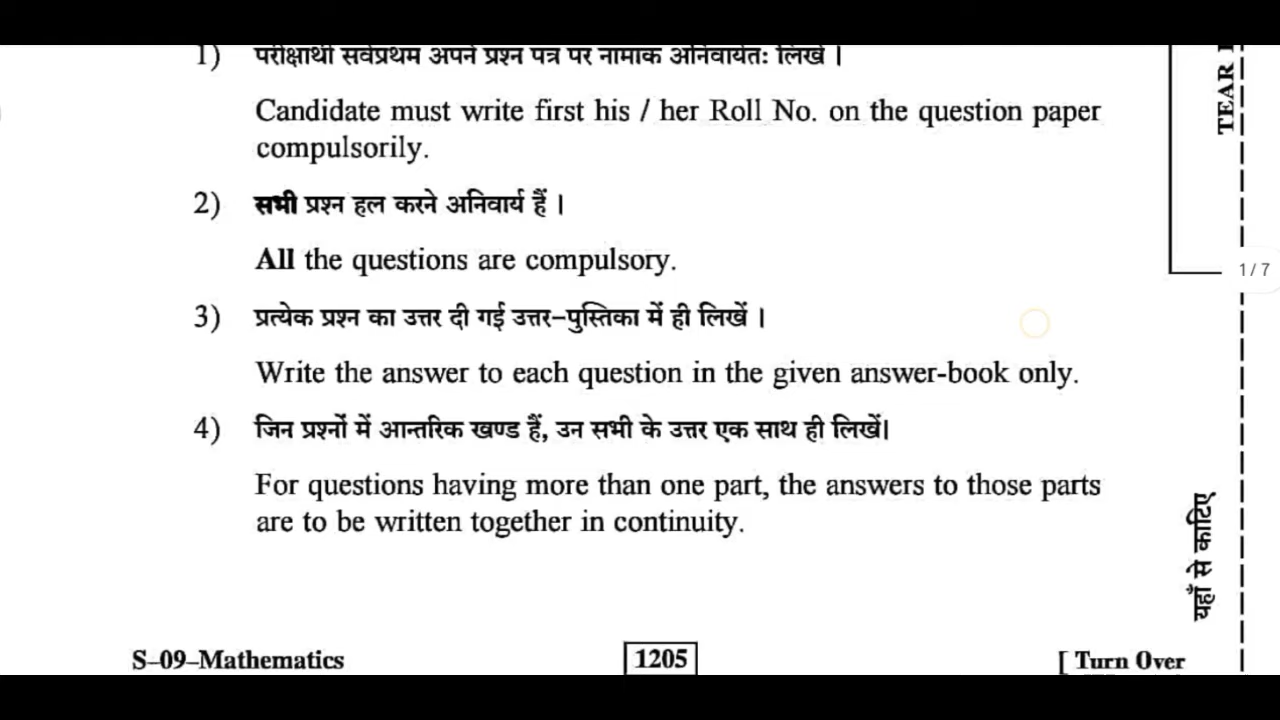 1) परीक्षार्थी सर्वप्रथम अपने प्रश्न पत्र पर नामांक अनिवार्यतः लिखें ।
Candidate must write first his / her Roll No. on the question paper
compulsorily.
2) सभी प्रश्न हल करने अनिवार्य हैं ।
All the questions are compulsory.
3) प्रत्येक प्रश्न का उत्तर दी गई उत्तर–पुस्तिका में ही लिखें ।
Write the answer to each question in the given answer-book only.
4) जिन प्रश्नों में आन्तरिक खण्ड हैं, उन सभी के उत्तर एक साथ ही लिखें।
For questions having more than one part, the answers to those parts
are to be written together in continuity.
S–09–Mathematics 1205 [ Turn Over
TEAR
1 / 7
यहाँ से काटिए